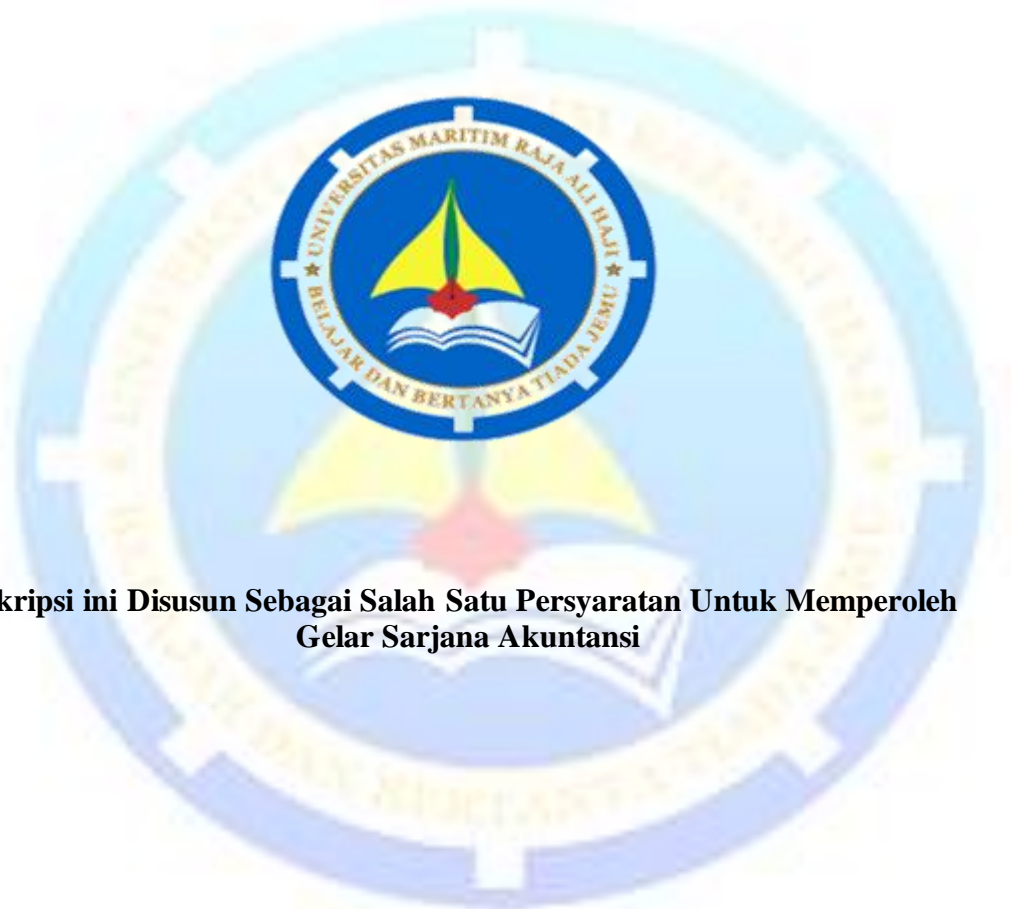 ★ UNIVERSITAS MARITIM RAJA ALI HAJI ★
BELAJAR DAN BERTANYA TIADA JEMU
kripsi ini Disusun Sebagai Salah Satu Persyaratan Untuk Memperoleh
Gelar Sarjana Akuntansi